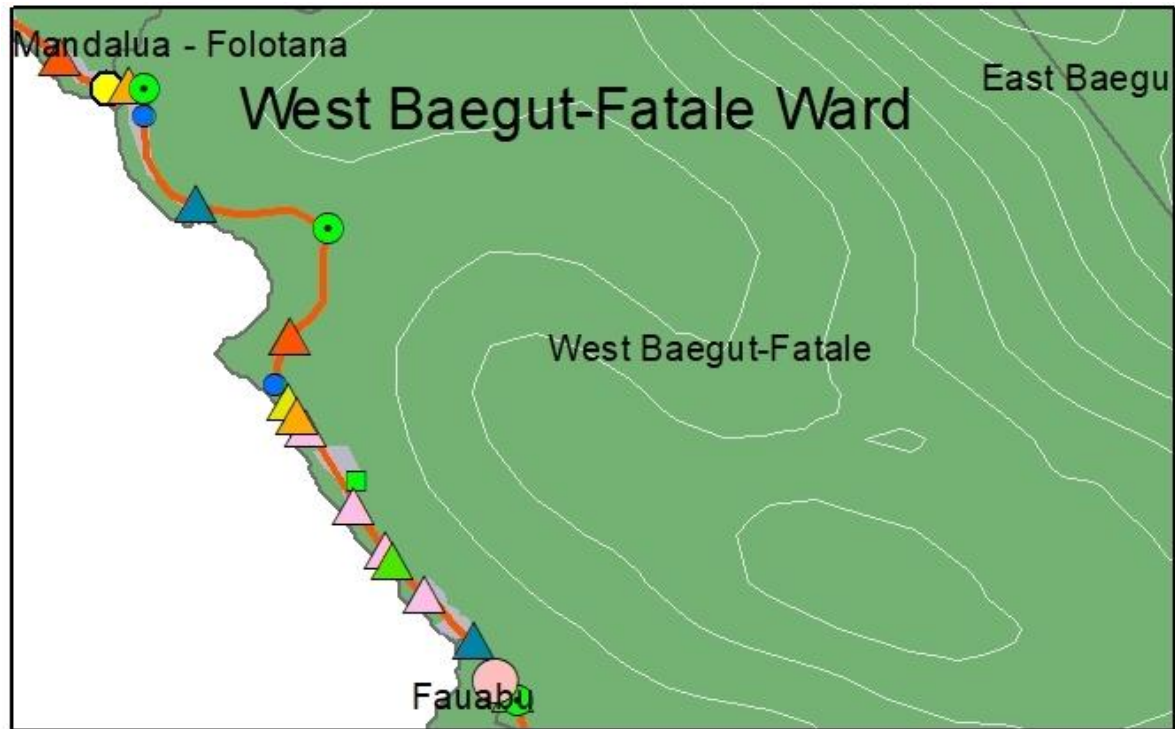 Mandalua - Folotana
East Baegu
West Baegut-Fatale Ward
West Baegut-Fatale
Fauabu